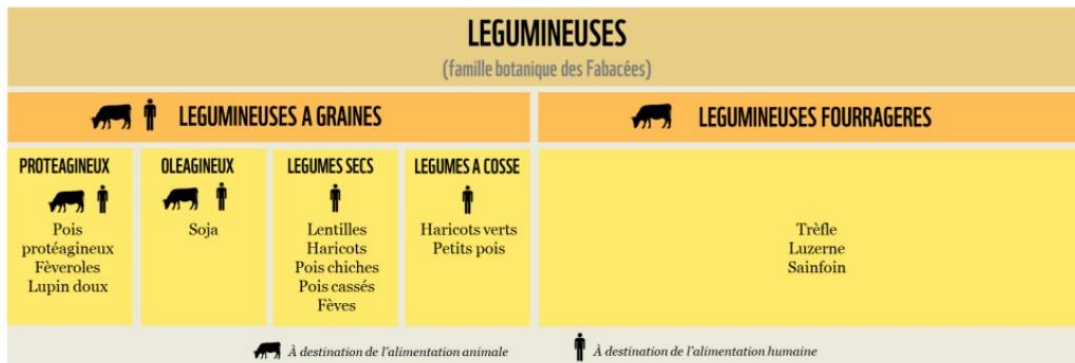 LEGUMINEUSES
(famille botanique des Fabacées)
LEGUMINEUSES A GRAINES
LEGUMINEUSES FOURRAGERES
PROTEAGINEUX
Pois
protéagineux
Fèveroles
Lupin doux
OLEAGINEUX
Soja
LEGUMES SECS
Lentilles
Haricots
Pois chiches
Pois cassés
Fèves
LEGUMES A COSSE
Haricots verts
Petits pois
Trèfle
Luzerne
Sainfoin
À destination de l'alimentation animale
À destination de l'alimentation humaine